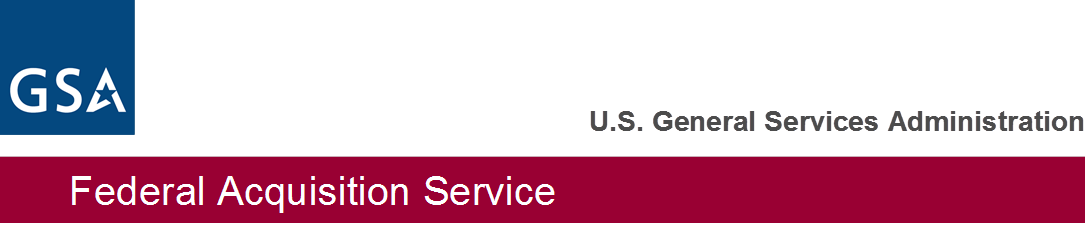 GSA
U.S. General Services Administration
Federal Acquisition Service